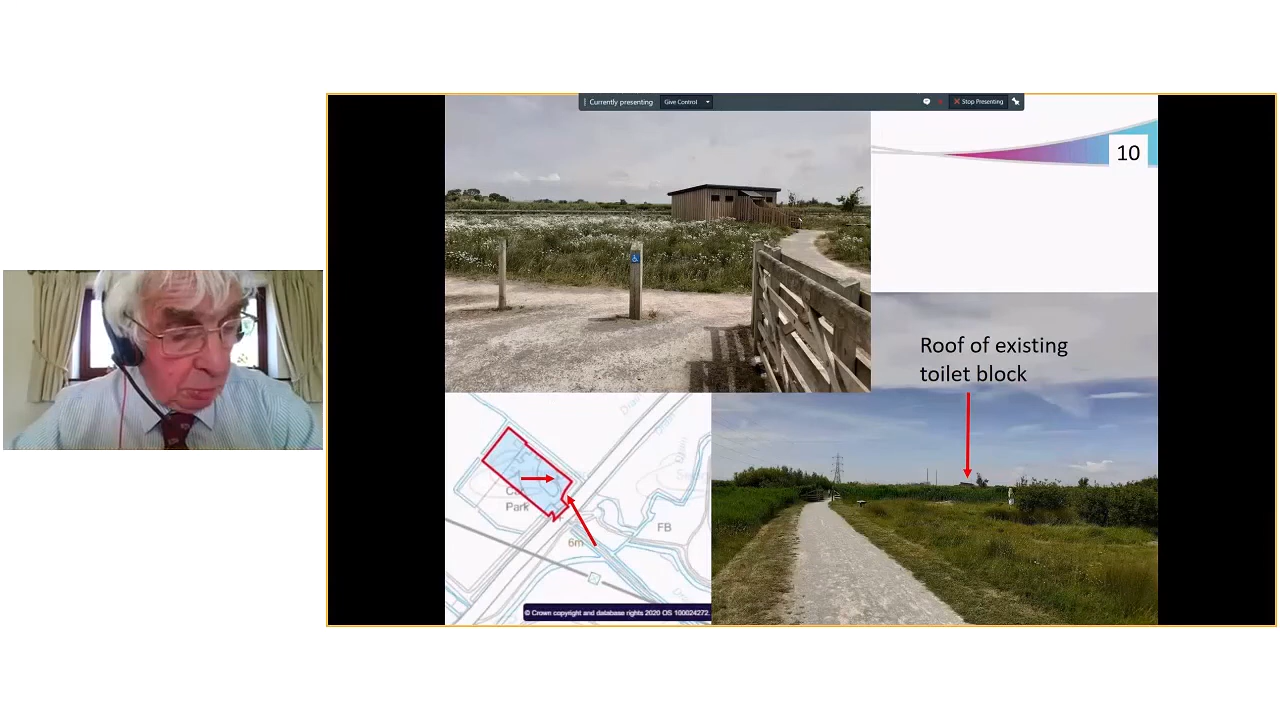 Currently presenting
Give Control
Stop Presenting
10
Roof of existing
toilet block
Park
FB
6m
© Crown copyright and database rights 2020 OS 100024272.